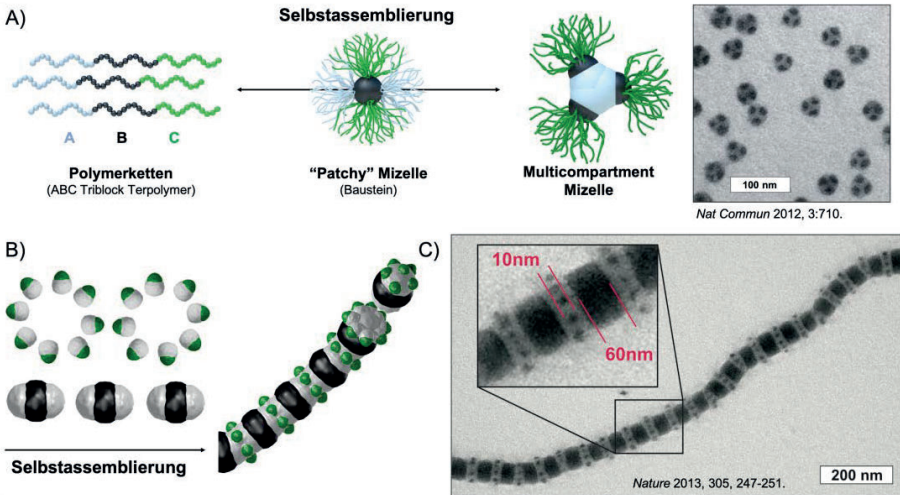 A)
Selbstassemblierung
A B C
Polymerketten
(ABC Triblock Terpolymer)
“Patchy” Mizelle
(Baustein)
Multicompartment
Mizelle
100 nm
Nat Commun 2012, 3:710.
B)
Selbstassemblierung
C)
10nm
60nm
Nature 2013, 305, 247-251.
200 nm